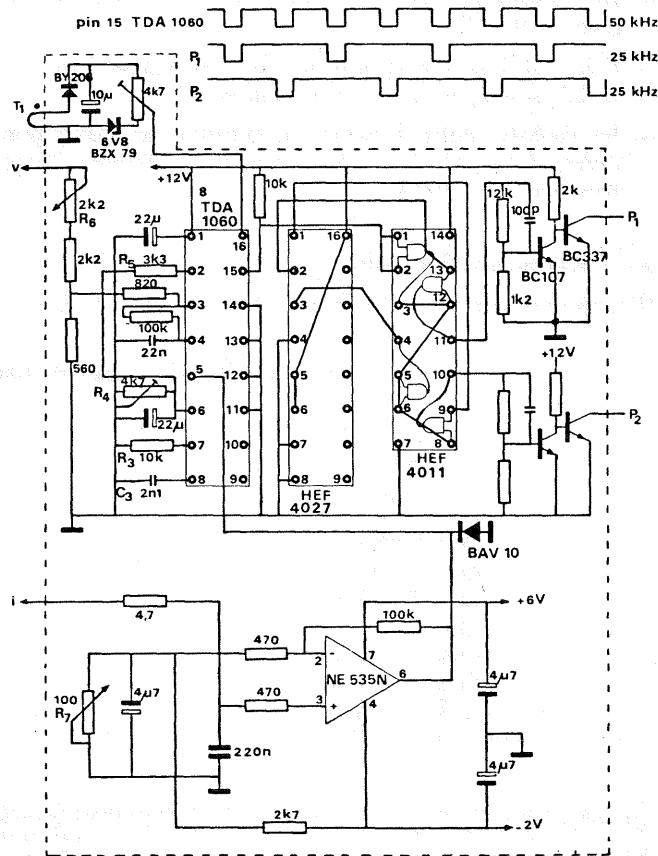 pin 15 TDA 1060 50 kHz
P1 25 kHz
P2 25 kHz
BY206
10µ
4k7
T1
6V8
BZX 79
v
+12V
8
TDA
1060
10k
12k
100p
2k
P1
BC337
BC107
1k2
+12V
P2
2k2
R6
2k2
560
22µ
R5 3k3
820
100k
22n
4k7
R4
22µ
R3 10k
C3 2n1
1 16
2 15
3 14
4 13
5 12
6 11
7 10
8 9
1 16
2
3
4
5
6
7
8 9
HEF
4027
1 14
2 13
3 12
4 11
5 10
6 9
7 8
HEF
4011
BAV 10
i
4,7
+6V
100k
470
2 - 7
NE 535N 6
3 + 4
470
4µ7
100
R7
4µ7
220n
4µ7
2k7
-2V